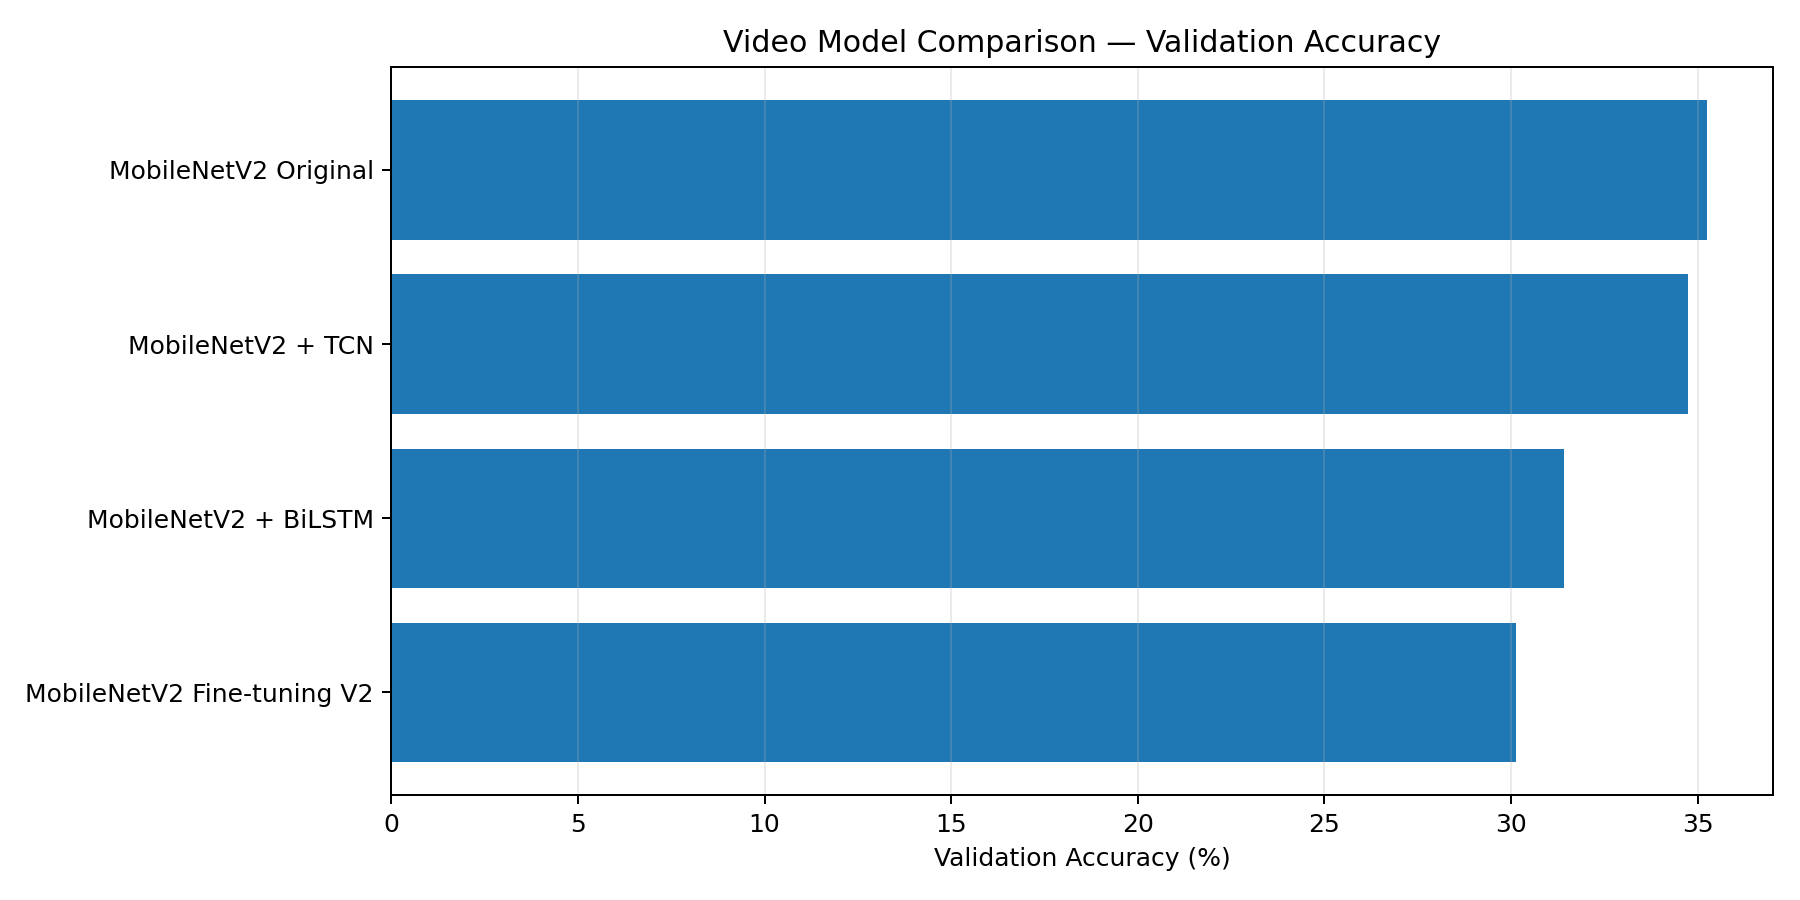 Video Model Comparison — Validation Accuracy
MobileNetV2 Original
MobileNetV2 + TCN
MobileNetV2 + BiLSTM
MobileNetV2 Fine-tuning V2
0 5 10 15 20 25 30 35
Validation Accuracy (%)